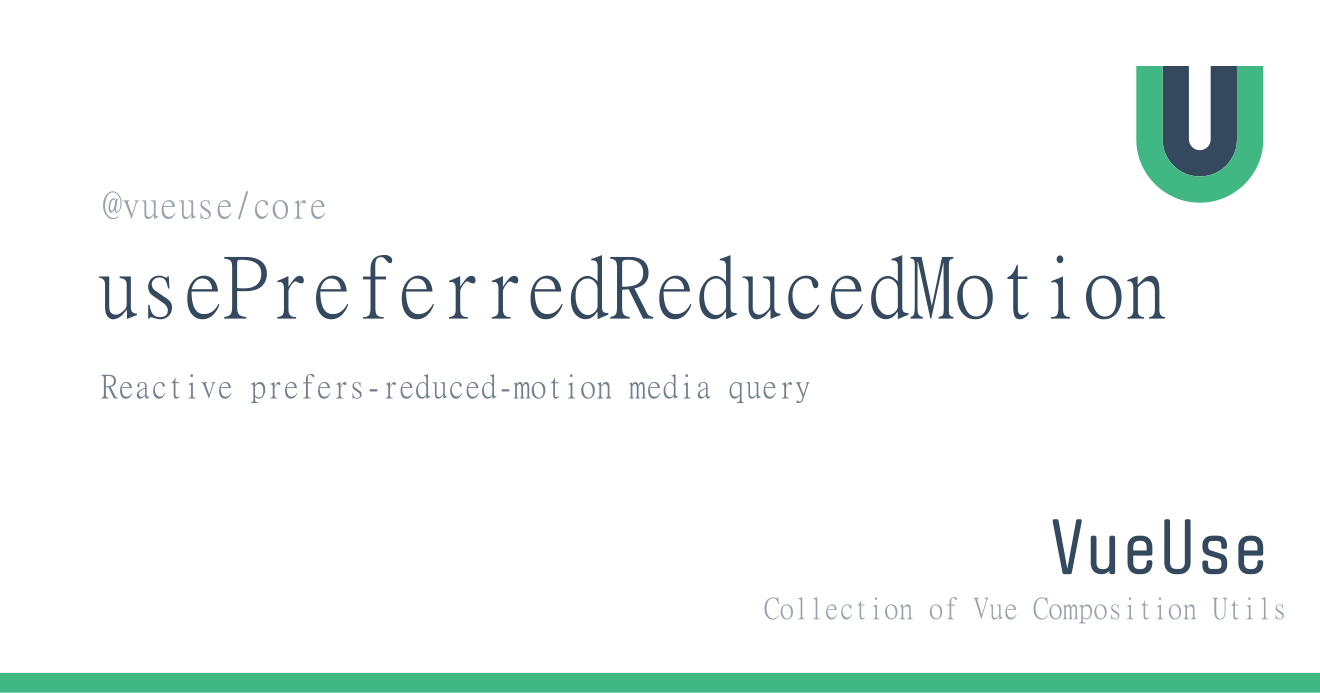 @vueuse/core
usePreferredReducedMotion
Reactive prefers-reduced-motion media query
VueUse
Collection of Vue Composition Utils